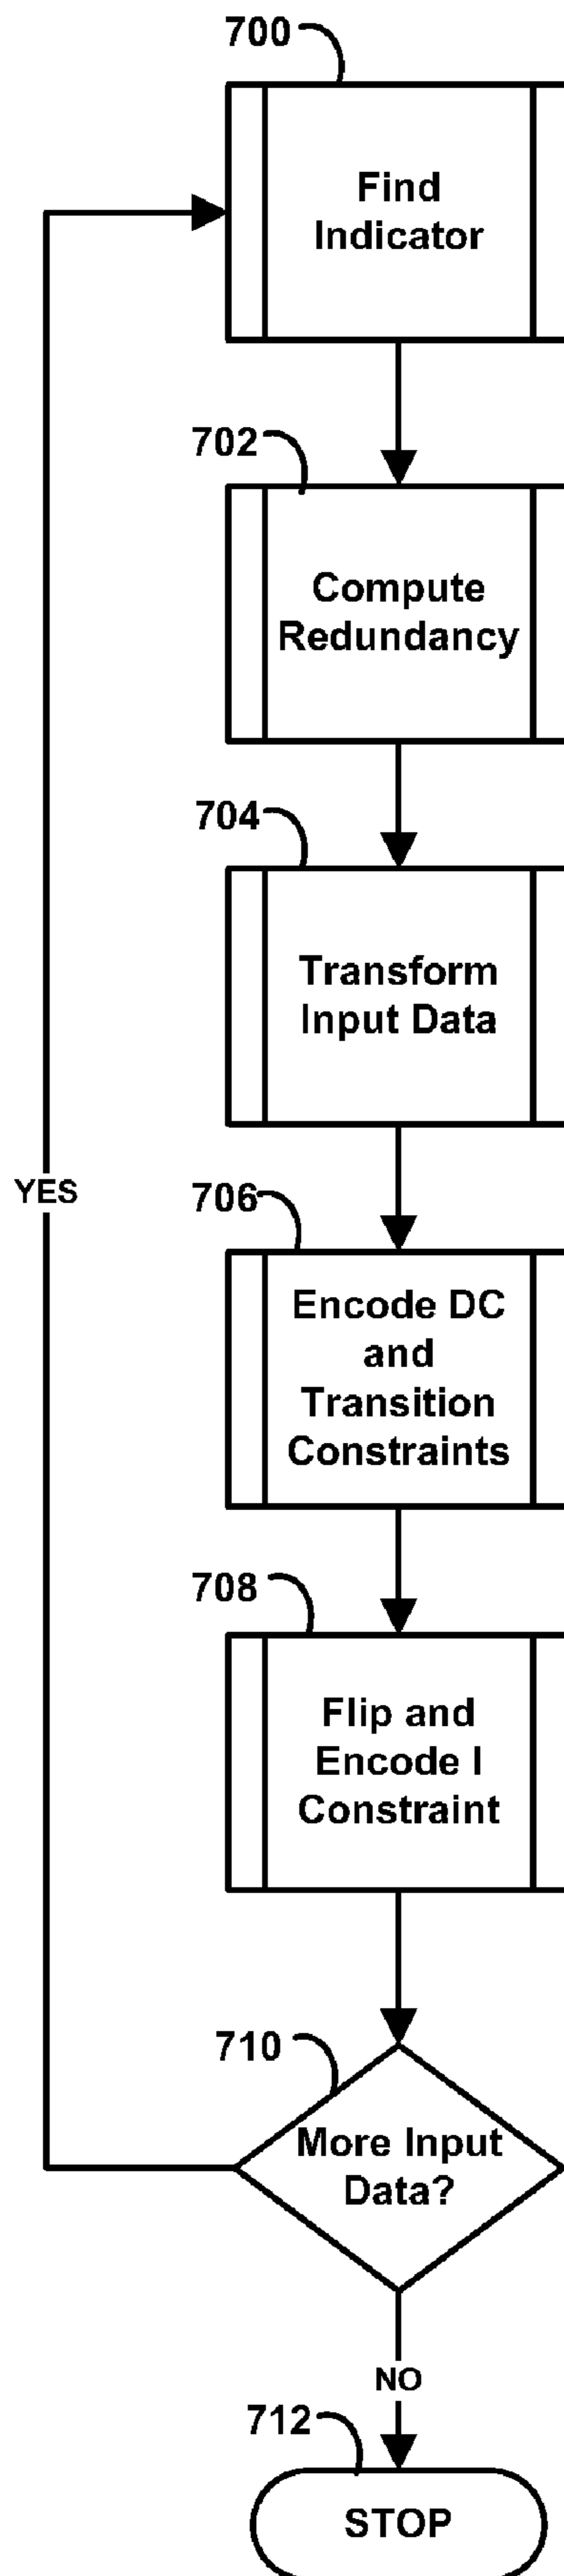 700
Find
Indicator
702
Compute
Redundancy
704
Transform
Input Data
YES
706
Encode DC
and
Transition
Constraints
708
Flip and
Encode I
Constraint
710
More Input
Data?
NO
712
STOP